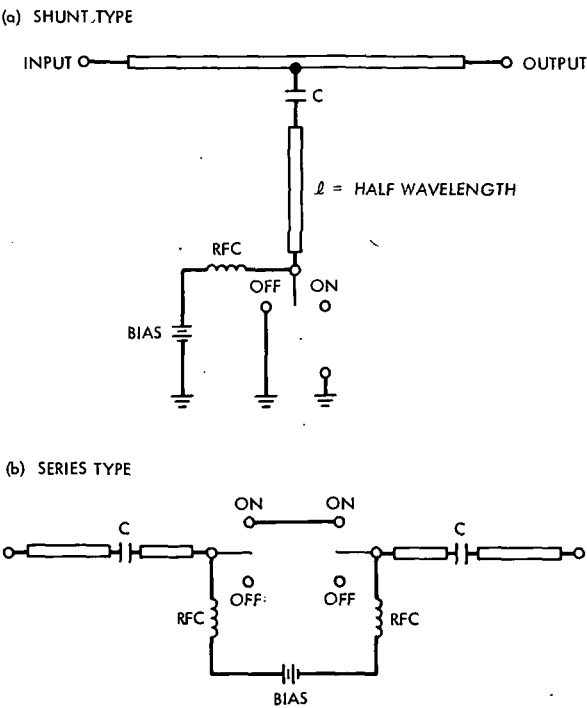 (a) SHUNT TYPE
INPUT OUTPUT
C
ℓ = HALF WAVELENGTH
RFC
OFF ON
BIAS
(b) SERIES TYPE
ON ON
C C
OFF OFF
RFC RFC
BIAS